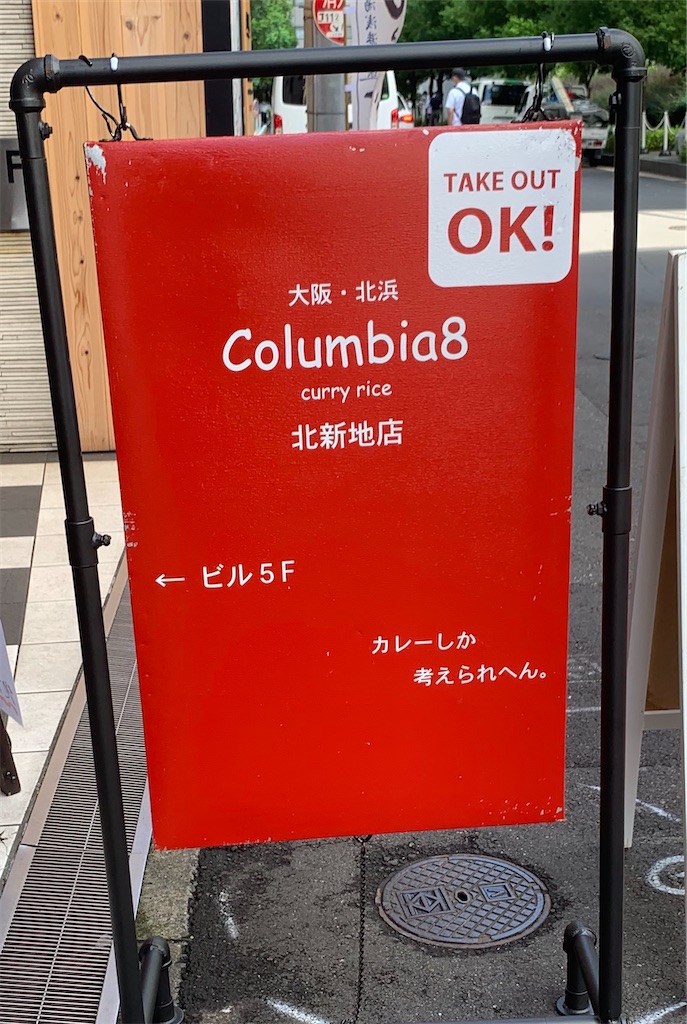 TAKE OUT
OK!
大阪・北浜
Columbia8
curry rice
北新地店
← ビル5F
カレーしか
考えられへん。
F